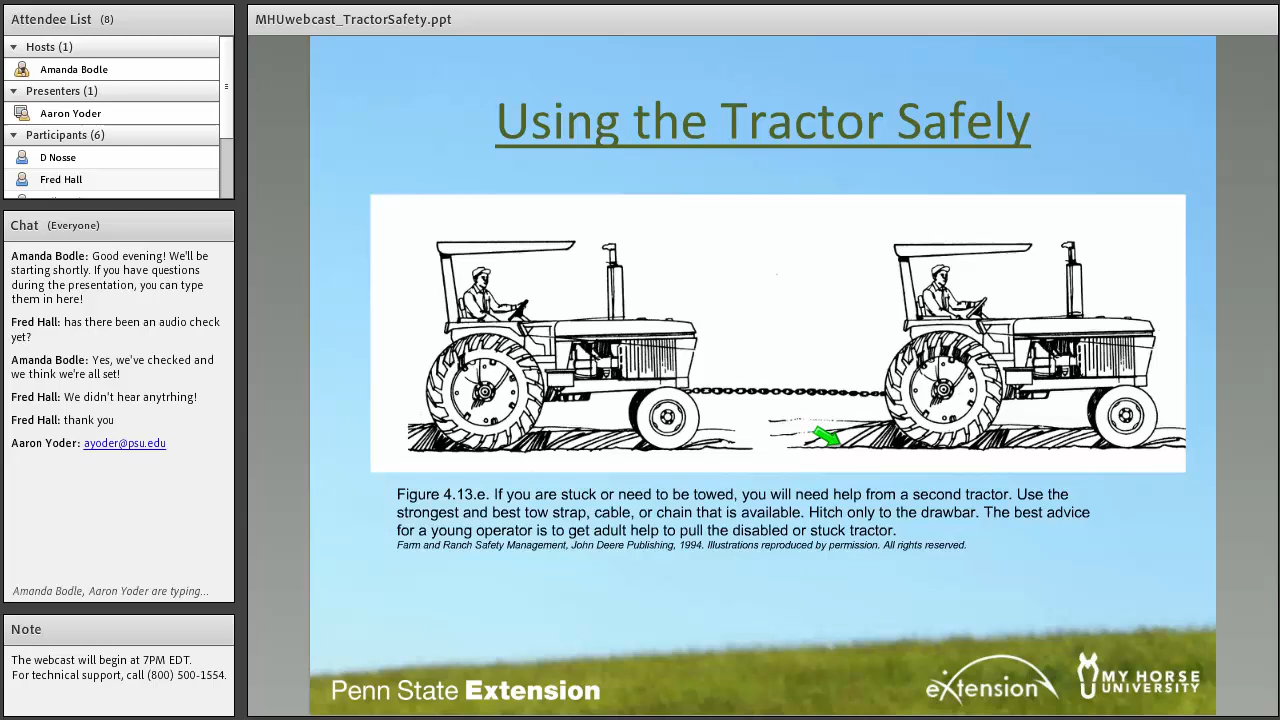 Attendee List (8)
Hosts (1)
Amanda Bodle
Presenters (1)
Aaron Yoder
Participants (6)
D Nosse
Fred Hall
Chat (Everyone)
Amanda Bodle: Good evening! We'll be
starting shortly. If you have questions
during the presentation, you can type
them in here!
Fred Hall: has there been an audio check
yet?
Amanda Bodle: Yes, we've checked and
we think we're all set!
Fred Hall: We didn't hear anytrhing!
Fred Hall: thank you
Aaron Yoder: ayoder@psu.edu
Amanda Bodle, Aaron Yoder are typing...
Note
The webcast will begin at 7PM EDT.
For technical support, call (800) 500-1554.
MHUwebcast_TractorSafety.ppt
Using the Tractor Safely
Figure 4.13.e. If you are stuck or need to be towed, you will need help from a second tractor. Use the
strongest and best tow strap, cable, or chain that is available. Hitch only to the drawbar. The best advice
for a young operator is to get adult help to pull the disabled or stuck tractor.
Farm and Ranch Safety Management, John Deere Publishing, 1994. Illustrations reproduced by permission. All rights reserved.
Penn State Extension
eXtension
MY HORSE
UNIVERSITY